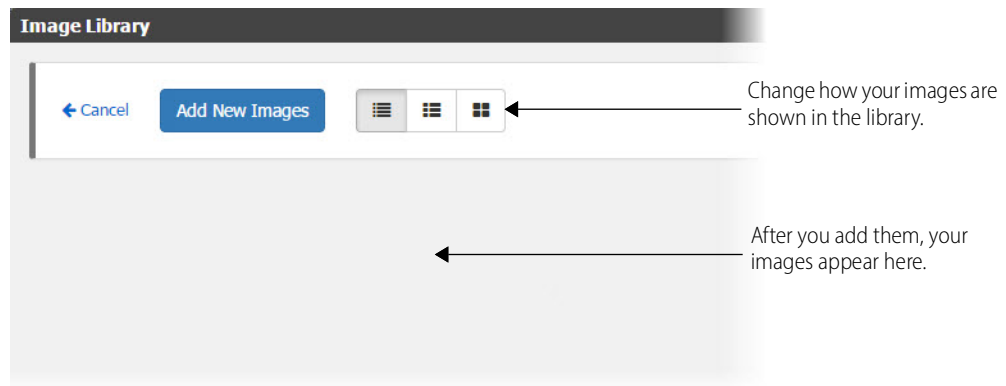 Image Library
Cancel
Add New Images
Change how your images are
shown in the library.
After you add them, your
images appear here.